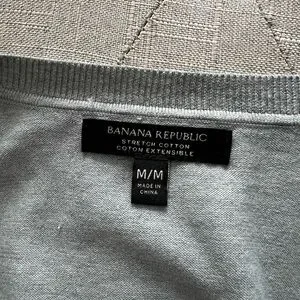 BANANA REPUBLIC
STRETCH COTTON
COTON EXTENSIBLE
M/M
MADE IN
CHINA